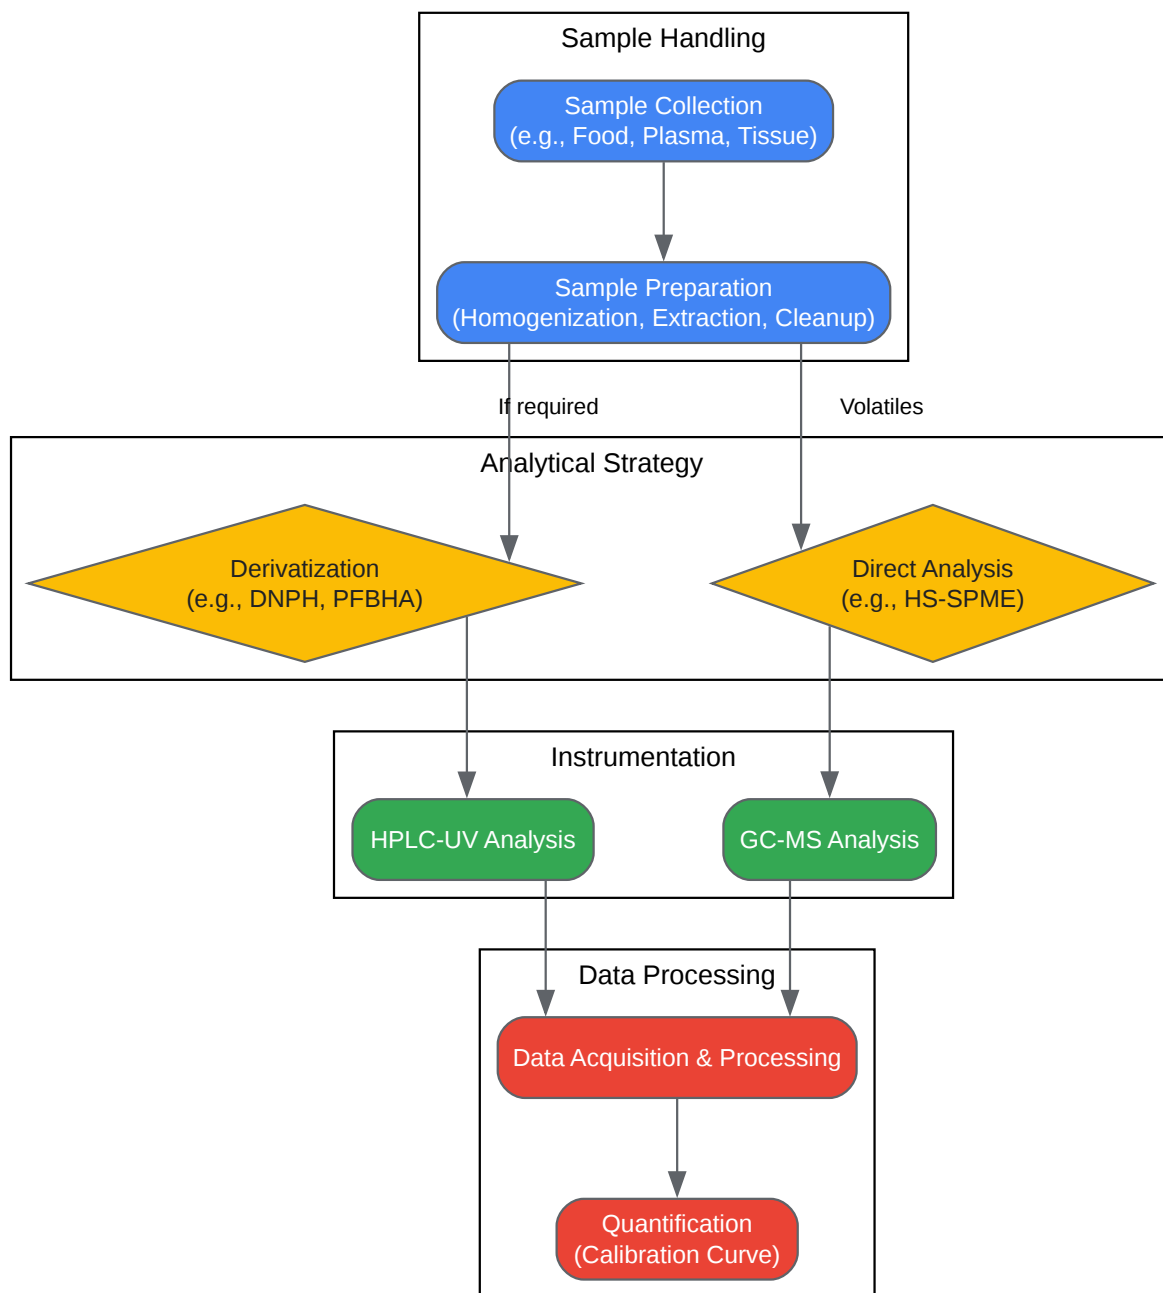 Sample Handling
Sample Collection
(e.g., Food, Plasma, Tissue)
Sample Preparation
(Homogenization, Extraction, Cleanup)
If required
Volatiles
Analytical Strategy
Derivatization
(e.g., DNPH, PFBHA)
Direct Analysis
(e.g., HS-SPME)
Instrumentation
HPLC-UV Analysis
GC-MS Analysis
Data Processing
Data Acquisition & Processing
Quantification
(Calibration Curve)